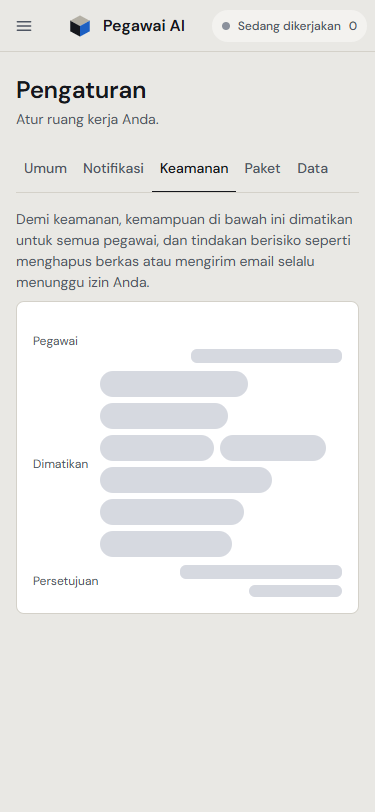 Pegawai AI
Sedang dikerjakan 0
Pengaturan
Atur ruang kerja Anda.
Umum Notifikasi Keamanan Paket Data
Demi keamanan, kemampuan di bawah ini dimatikan
untuk semua pegawai, dan tindakan berisiko seperti
menghapus berkas atau mengirim email selalu
menunggu izin Anda.
Pegawai
Dimatikan
Persetujuan